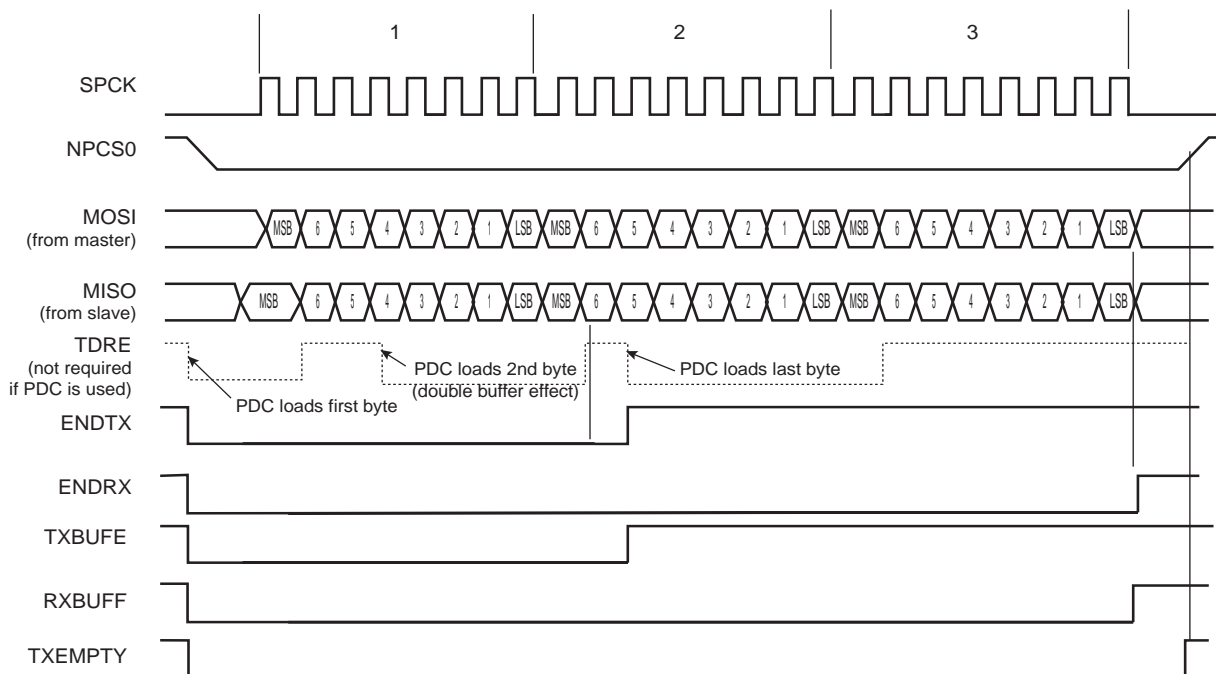 1 2 3
SPCK
NPCS0
MOSI
(from master)
MSB 6 5 4 3 2 1 LSB MSB 6 5 4 3 2 1 LSB MSB 6 5 4 3 2 1 LSB
MISO
(from slave)
MSB 6 5 4 3 2 1 LSB MSB 6 5 4 3 2 1 LSB MSB 6 5 4 3 2 1 LSB
TDRE
(not required
if PDC is used)
PDC loads first byte
PDC loads 2nd byte
(double buffer effect)
PDC loads last byte
ENDTX
ENDRX
TXBUFE
RXBUFF
TXEMPTY